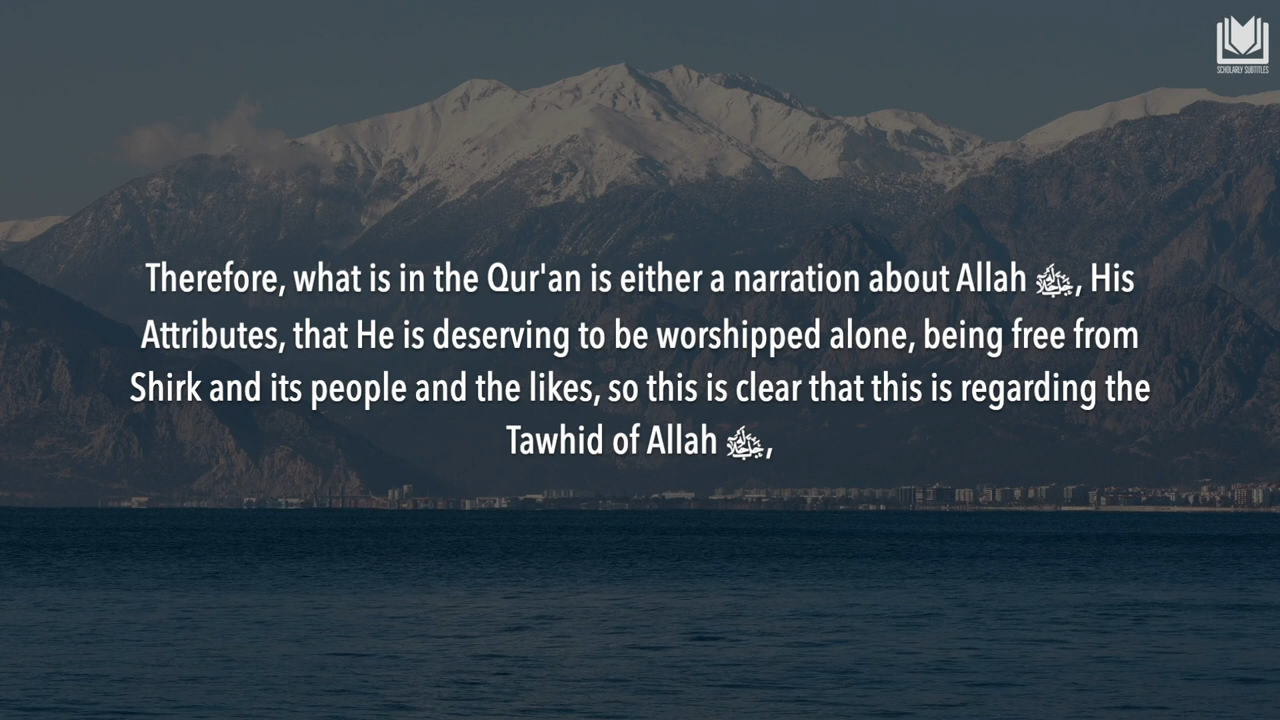 SCHOLARLY SUBTITLES
Therefore, what is in the Qur'an is either a narration about Allah ﷻ, His
Attributes, that He is deserving to be worshipped alone, being free from
Shirk and its people and the likes, so this is clear that this is regarding the
Tawhid of Allah ﷻ,